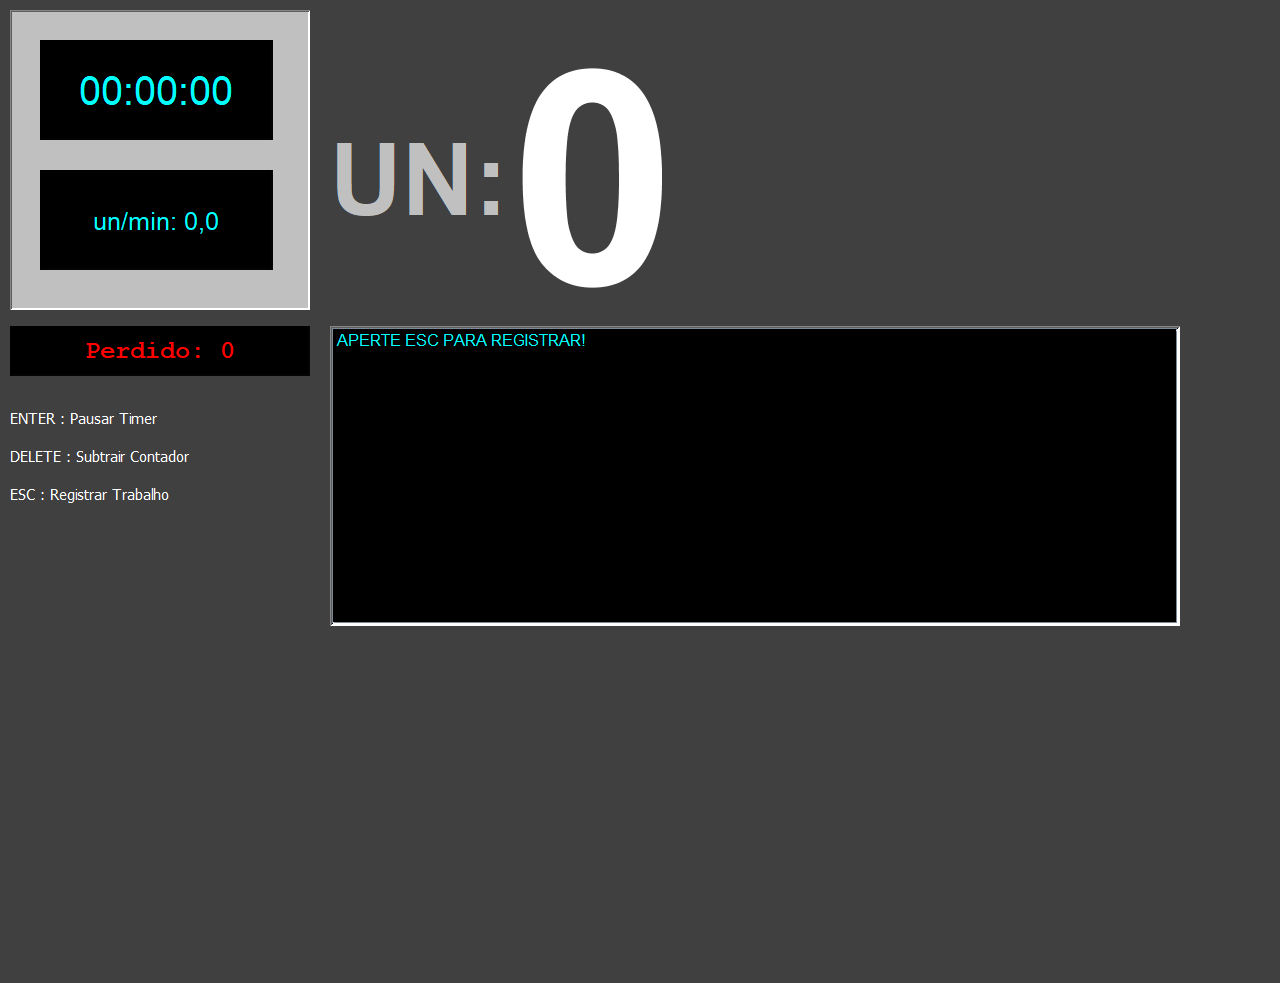 00:00:00
un/min: 0,0
UN:0
Perdido: 0
APERTE ESC PARA REGISTRAR!
ENTER : Pausar Timer
DELETE : Subtrair Contador
ESC : Registrar Trabalho